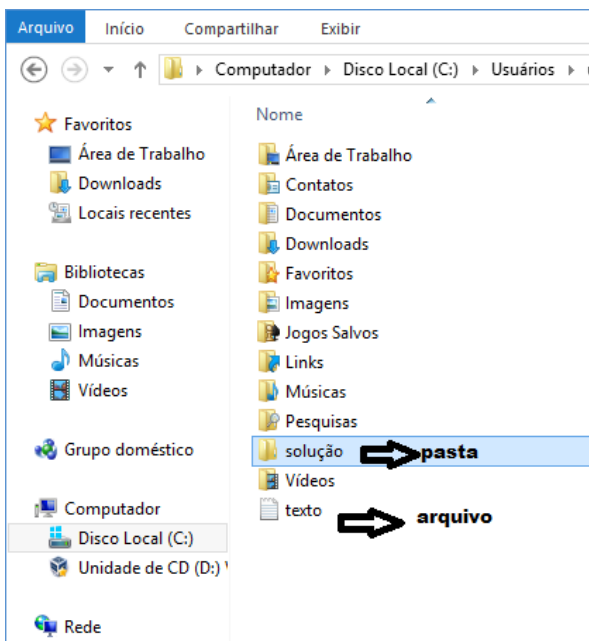 Arquivo Início Compartilhar Exibir
Computador Disco Local (C:) Usuários
Favoritos
Área de Trabalho
Downloads
Locais recentes
Bibliotecas
Documentos
Imagens
Músicas
Vídeos
Grupo doméstico
Computador
Disco Local (C:)
Unidade de CD (D:)
Rede
Nome
Área de Trabalho
Contatos
Documentos
Downloads
Favoritos
Imagens
Jogos Salvos
Links
Músicas
Pesquisas
solução pasta
Vídeos
texto arquivo